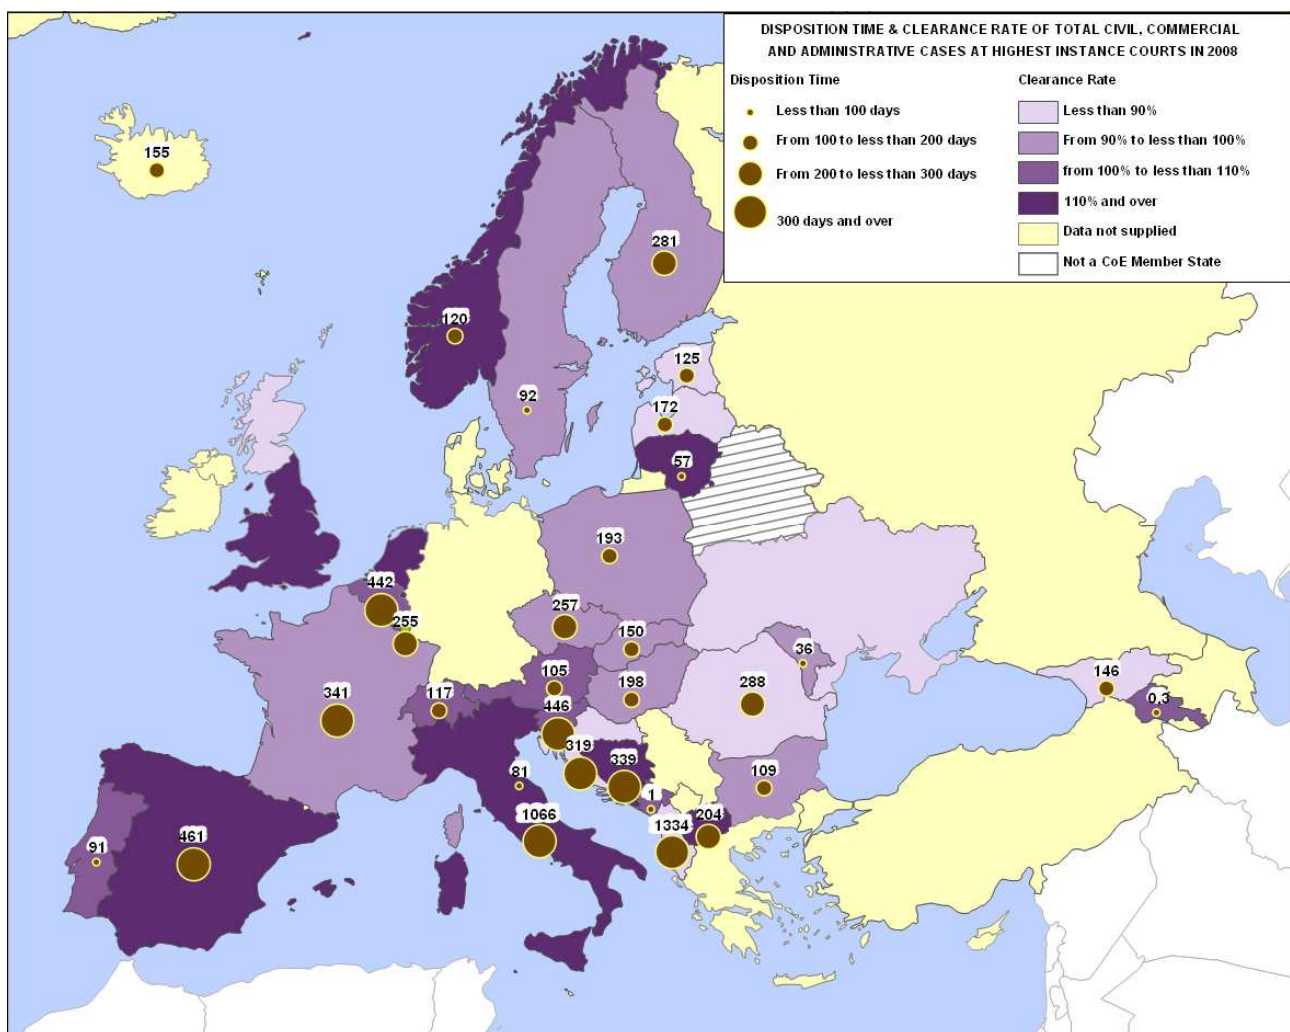 DISPOSITION TIME & CLEARANCE RATE OF TOTAL CIVIL, COMMERCIAL
AND ADMINISTRATIVE CASES AT HIGHEST INSTANCE COURTS IN 2008
Disposition Time
Less than 100 days
From 100 to less than 200 days
From 200 to less than 300 days
300 days and over
Clearance Rate
Less than 90%
From 90% to less than 100%
from 100% to less than 110%
110% and over
Data not supplied
Not a CoE Member State
155
281
120
125
92
172
57
193
442
257
255
150
36
105
198
146
117
288
341
0,3
446
319
339
81
109
1
1066
204
1334
461
91